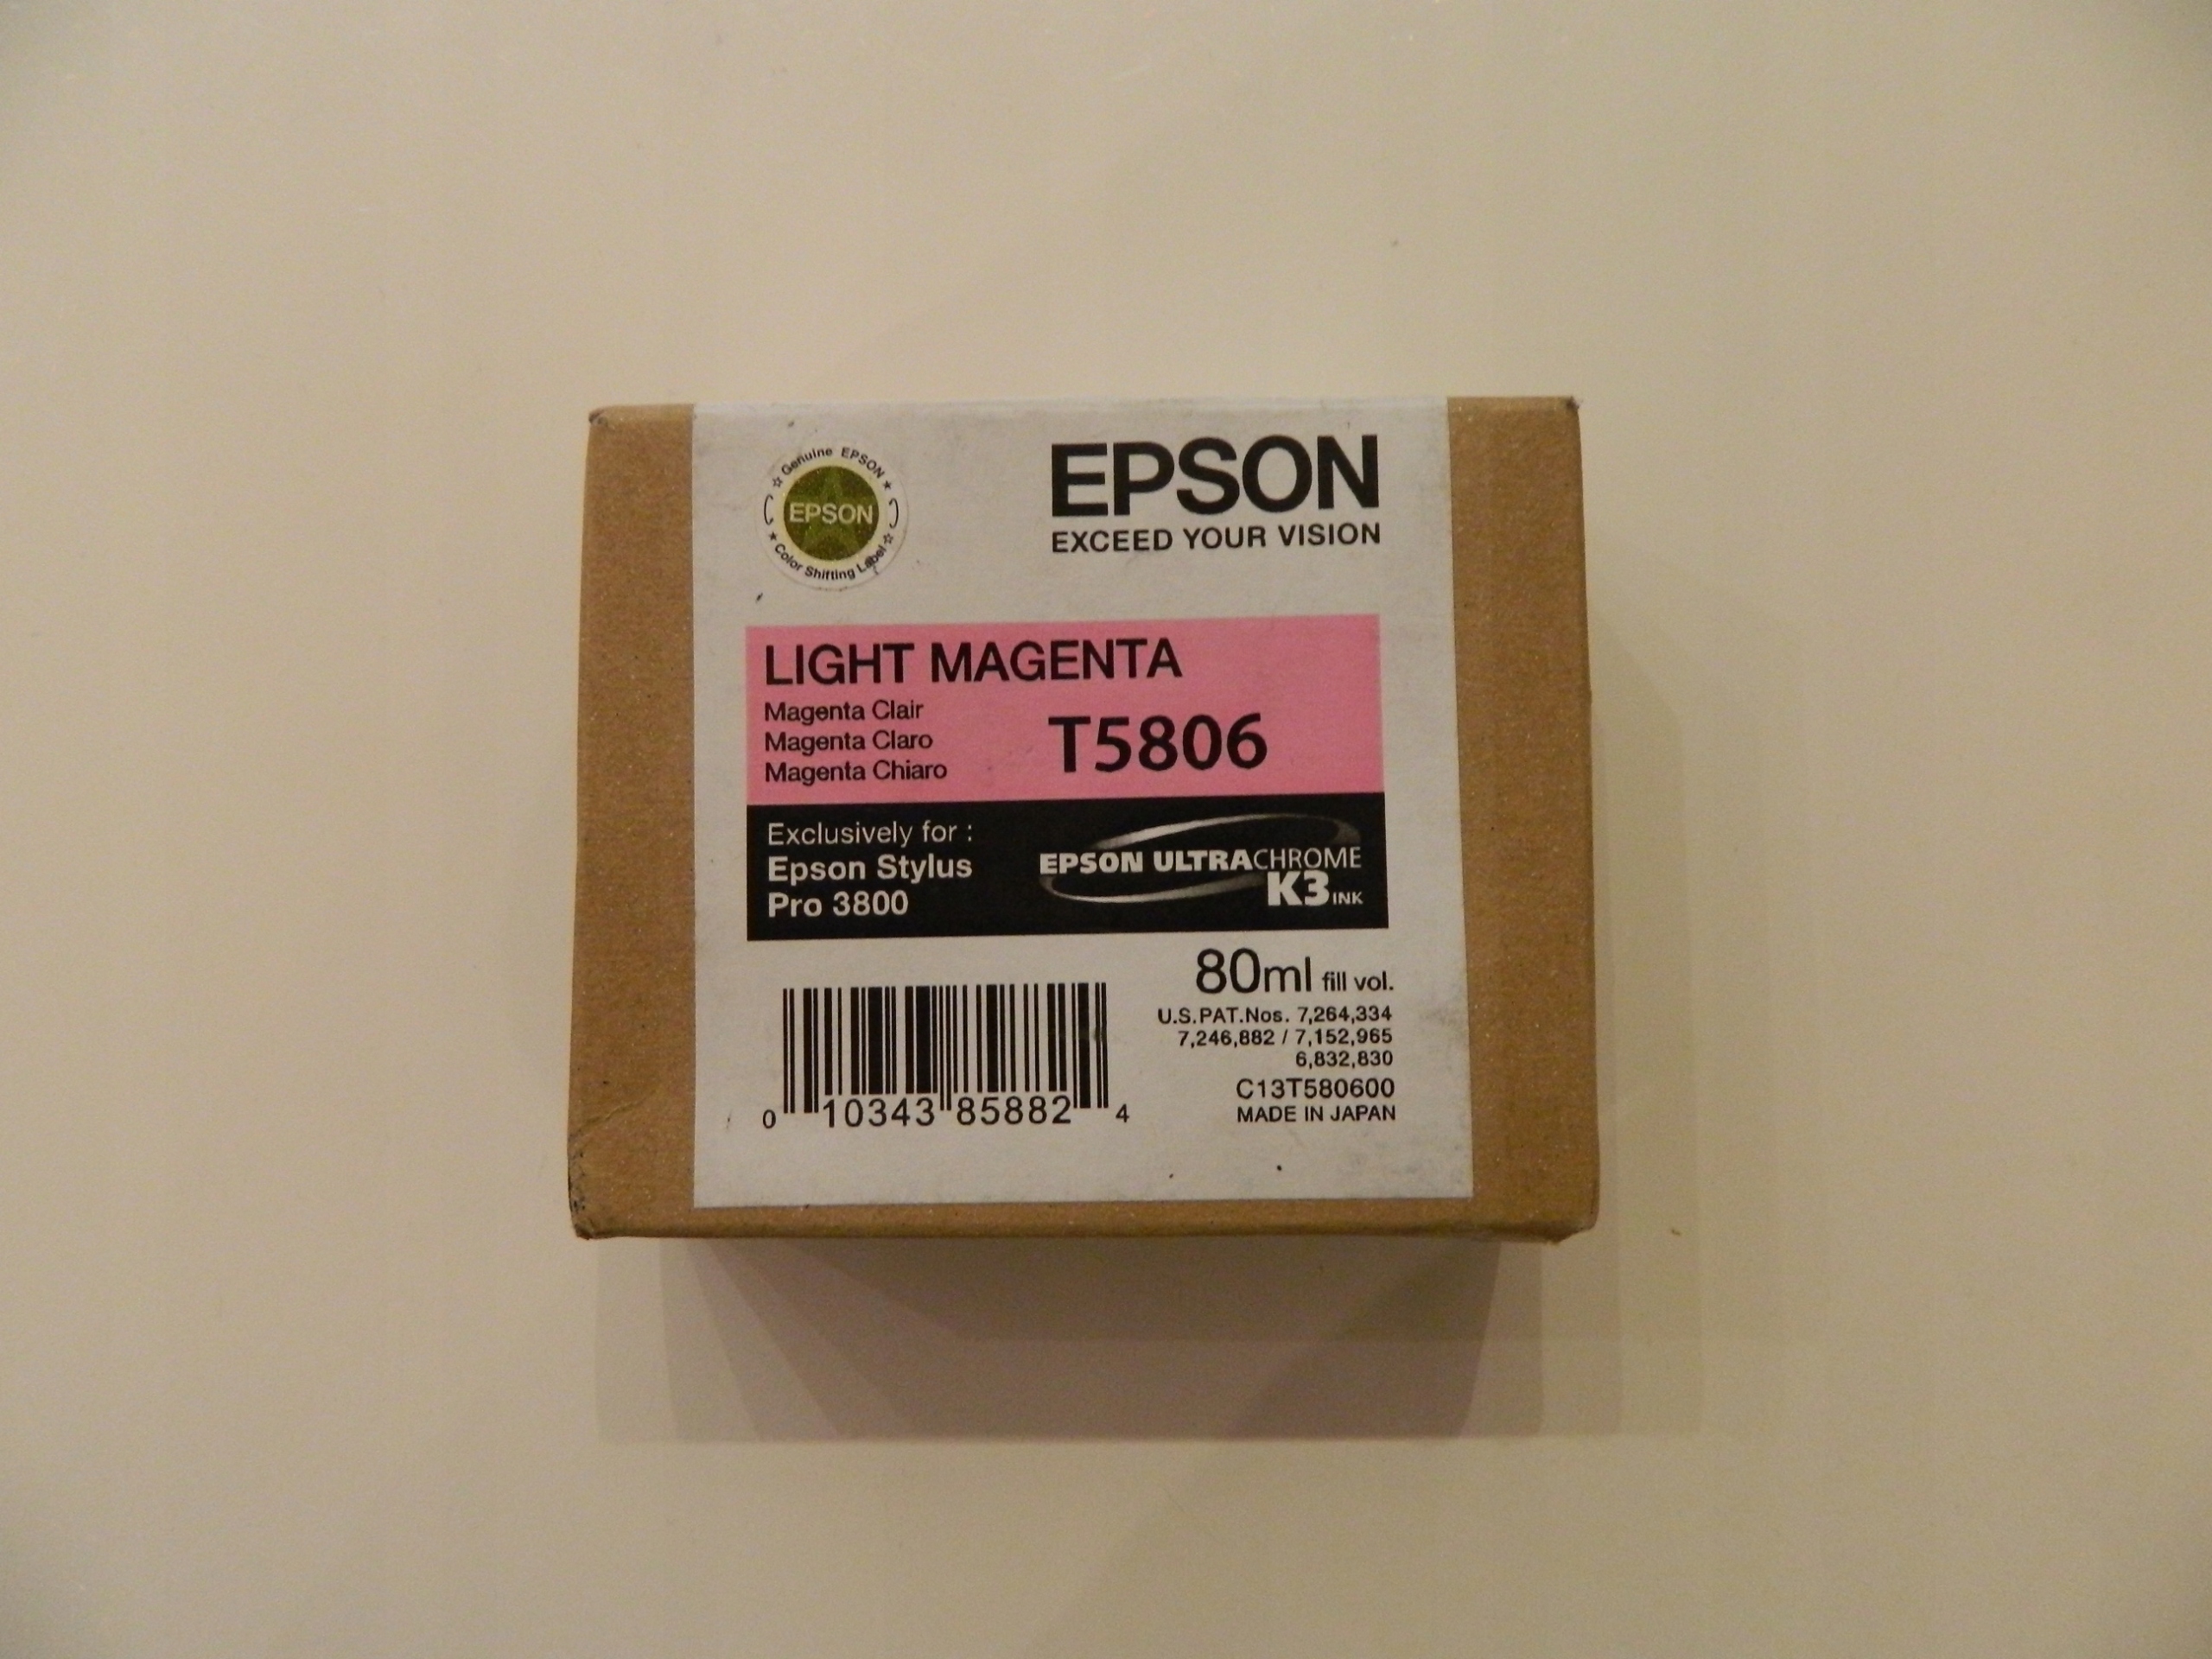 Genuine EPSON
EPSON
Color Shifting Label
EPSON
EXCEED YOUR VISION
LIGHT MAGENTA
Magenta Clair
Magenta Claro
Magenta Chiaro
T5806
Exclusively for :
Epson Stylus
Pro 3800
EPSON ULTRACHROME
K3 INK
80ml fill vol.
U.S.PAT.Nos. 7,264,334
7,246,882 / 7,152,965
6,832,830
C13T580600
MADE IN JAPAN
0 10343 85882 4